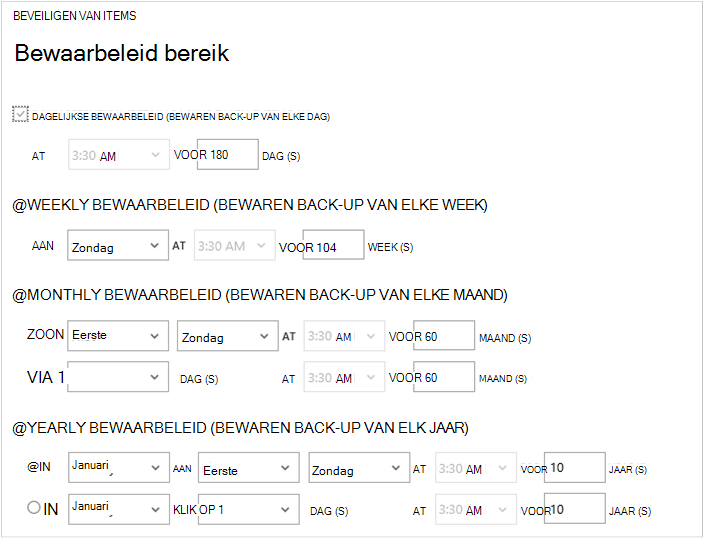 BEVEILIGEN VAN ITEMS
Bewaarbeleid bereik
DAGELIJKSE BEWAARBELEID (BEWAREN BACK-UP VAN ELKE DAG)
AT 3:30 AM VOOR 180 DAG (S)
@WEEKLY BEWAARBELEID (BEWAREN BACK-UP VAN ELKE WEEK)
AAN Zondag AT 3:30 AM VOOR 104 WEEK (S)
@MONTHLY BEWAARBELEID (BEWAREN BACK-UP VAN ELKE MAAND)
ZOON Eerste Zondag AT 3:30 AM VOOR 60 MAAND (S)
VIA 1 DAG (S) AT 3:30 AM VOOR 60 MAAND (S)
@YEARLY BEWAARBELEID (BEWAREN BACK-UP VAN ELK JAAR)
@IN Januari AAN Eerste Zondag AT 3:30 AM VOOR 10 JAAR (S)
IN Januari KLIK OP 1 DAG (S) AT 3:30 AM VOOR 10 JAAR (S)